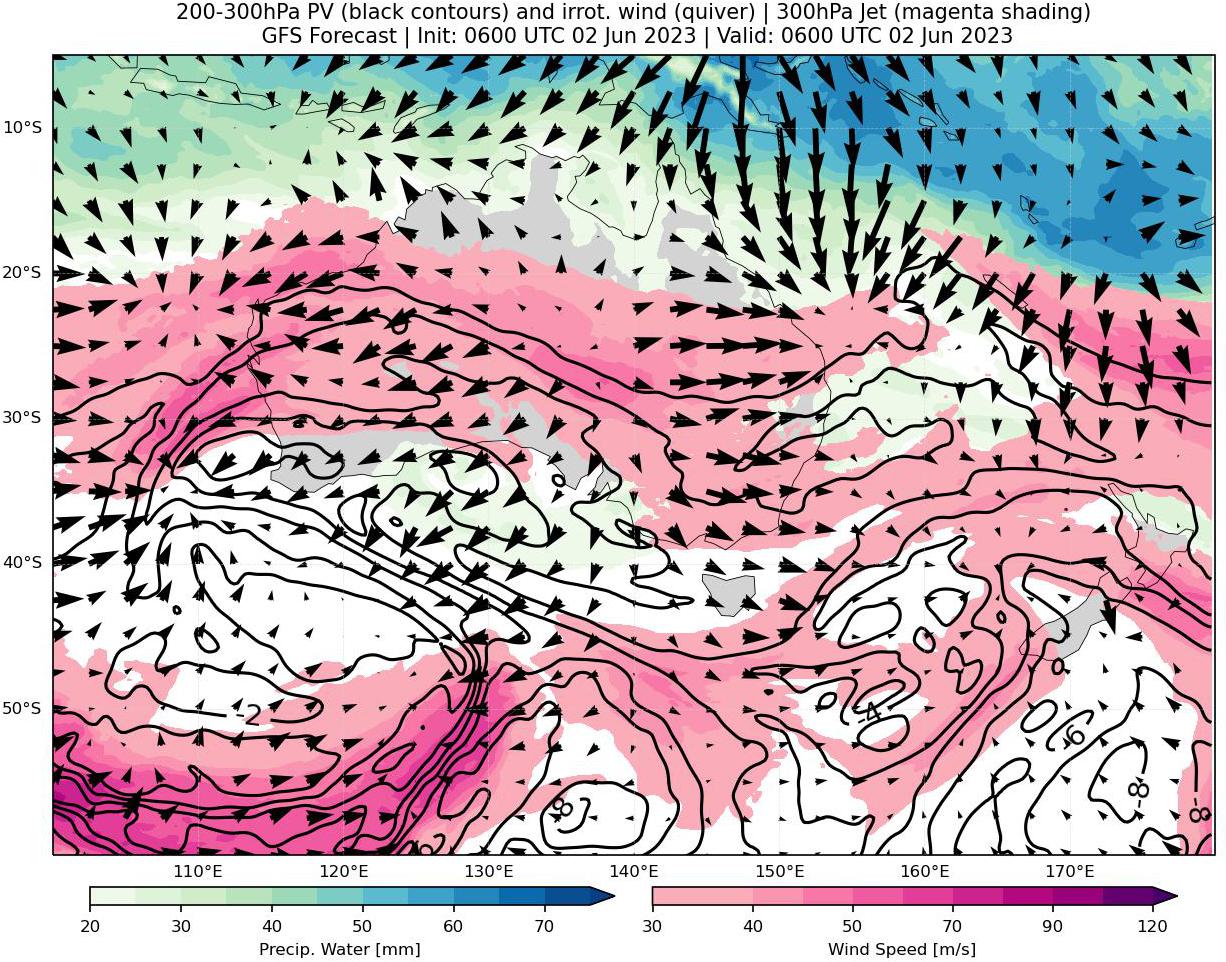 200-300hPa PV (black contours) and irrot. wind (quiver) | 300hPa Jet (magenta shading)
GFS Forecast | Init: 0600 UTC 02 Jun 2023 | Valid: 0600 UTC 02 Jun 2023
10°S
20°S
30°S
40°S
50°S
-2
-4
-6
-8
-8
-8
110°E 120°E 130°E 140°E 150°E 160°E 170°E
20 30 40 50 60 70
Precip. Water [mm]
30 40 50 70 90 120
Wind Speed [m/s]